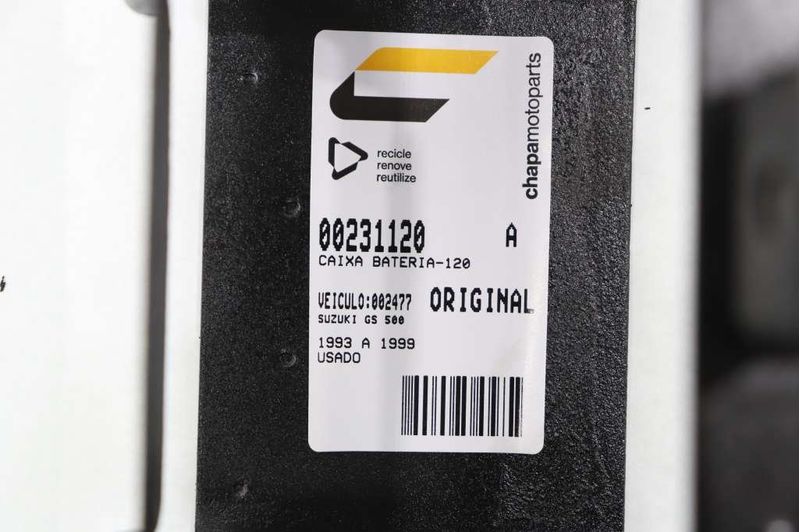 recicle
renove
reutilize
chapamotoparts
00231120 A
CAIXA BATERIA-120
VEICULO:002477 ORIGINAL
SUZUKI GS 500
1993 A 1999
USADO